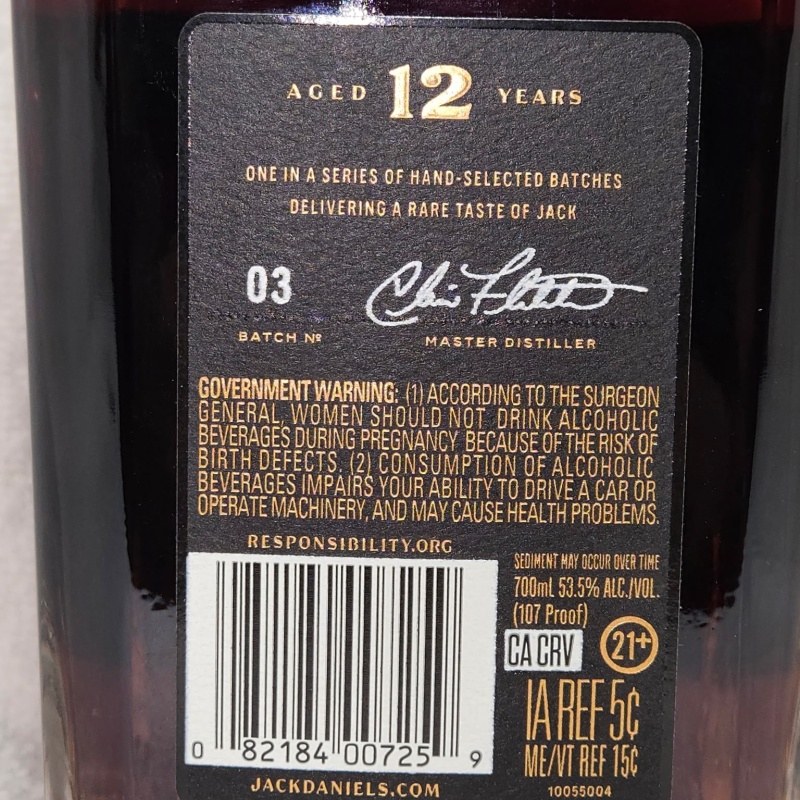 AGED 12 YEARS
ONE IN A SERIES OF HAND-SELECTED BATCHES
DELIVERING A RARE TASTE OF JACK
03
BATCH Nº
MASTER DISTILLER
GOVERNMENT WARNING: (1) ACCORDING TO THE SURGEON
GENERAL, WOMEN SHOULD NOT DRINK ALCOHOLIC
BEVERAGES DURING PREGNANCY BECAUSE OF THE RISK OF
BIRTH DEFECTS. (2) CONSUMPTION OF ALCOHOLIC
BEVERAGES IMPAIRS YOUR ABILITY TO DRIVE A CAR OR
OPERATE MACHINERY, AND MAY CAUSE HEALTH PROBLEMS.
RESPONSIBILITY.ORG
SEDIMENT MAY OCCUR OVER TIME
700mL 53.5% ALC./VOL.
(107 Proof)
CA CRV 21+
IA REF 5¢
ME/VT REF 15¢
10055004
0 82184 00725 9
JACKDANIELS.COM